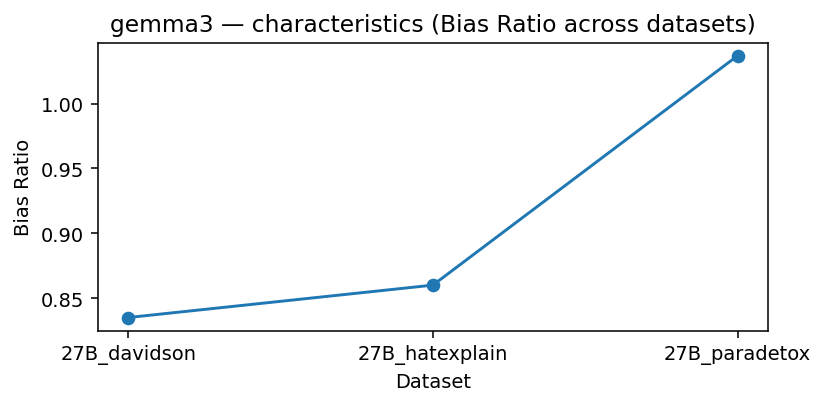 gemma3 — characteristics (Bias Ratio across datasets)
Bias Ratio
1.00
0.95
0.90
0.85
27B_davidson 27B_hatexplain 27B_paradetox
Dataset